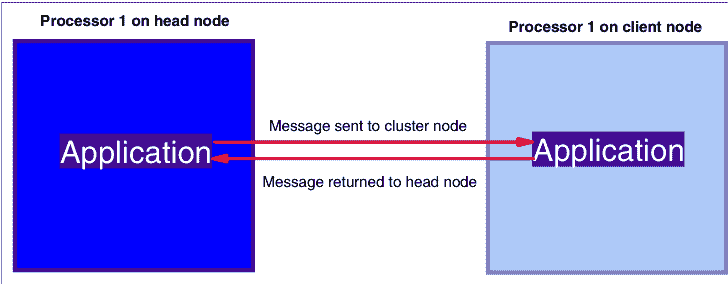 Processor 1 on head node
Processor 1 on client node
Message sent to cluster node
Application
Application
Message returned to head node